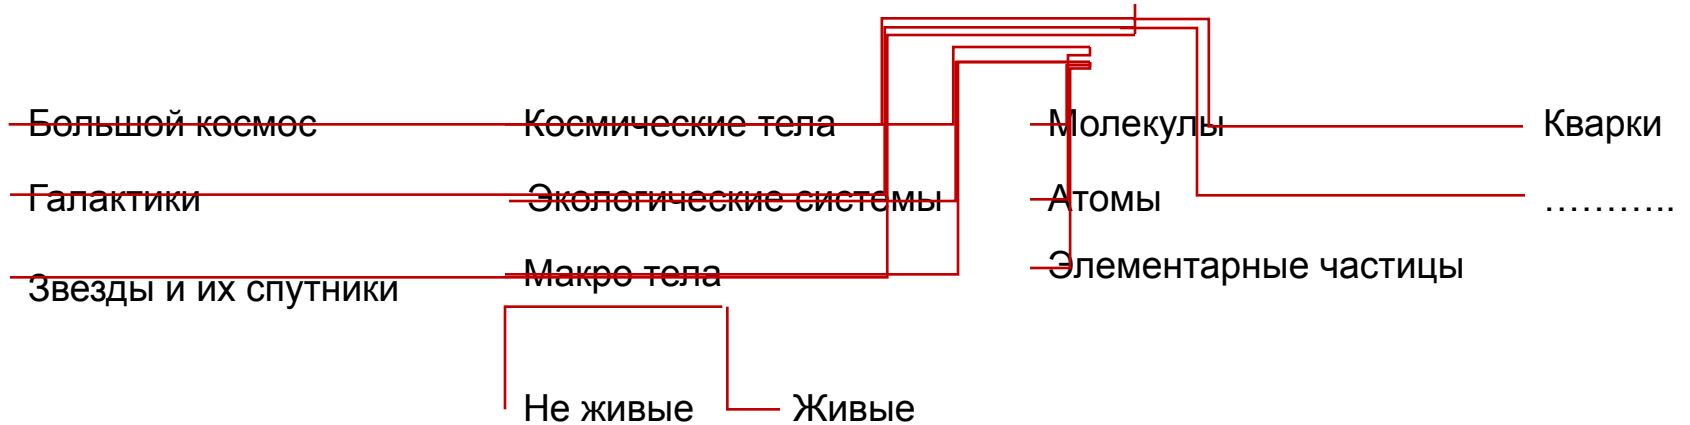 Большой космос
Космические тела
Молекулы
Кварки
Галактики
Экологические системы
Атомы
………..
Звезды и их спутники
Макро тела
Элементарные частицы
Не живые
Живые